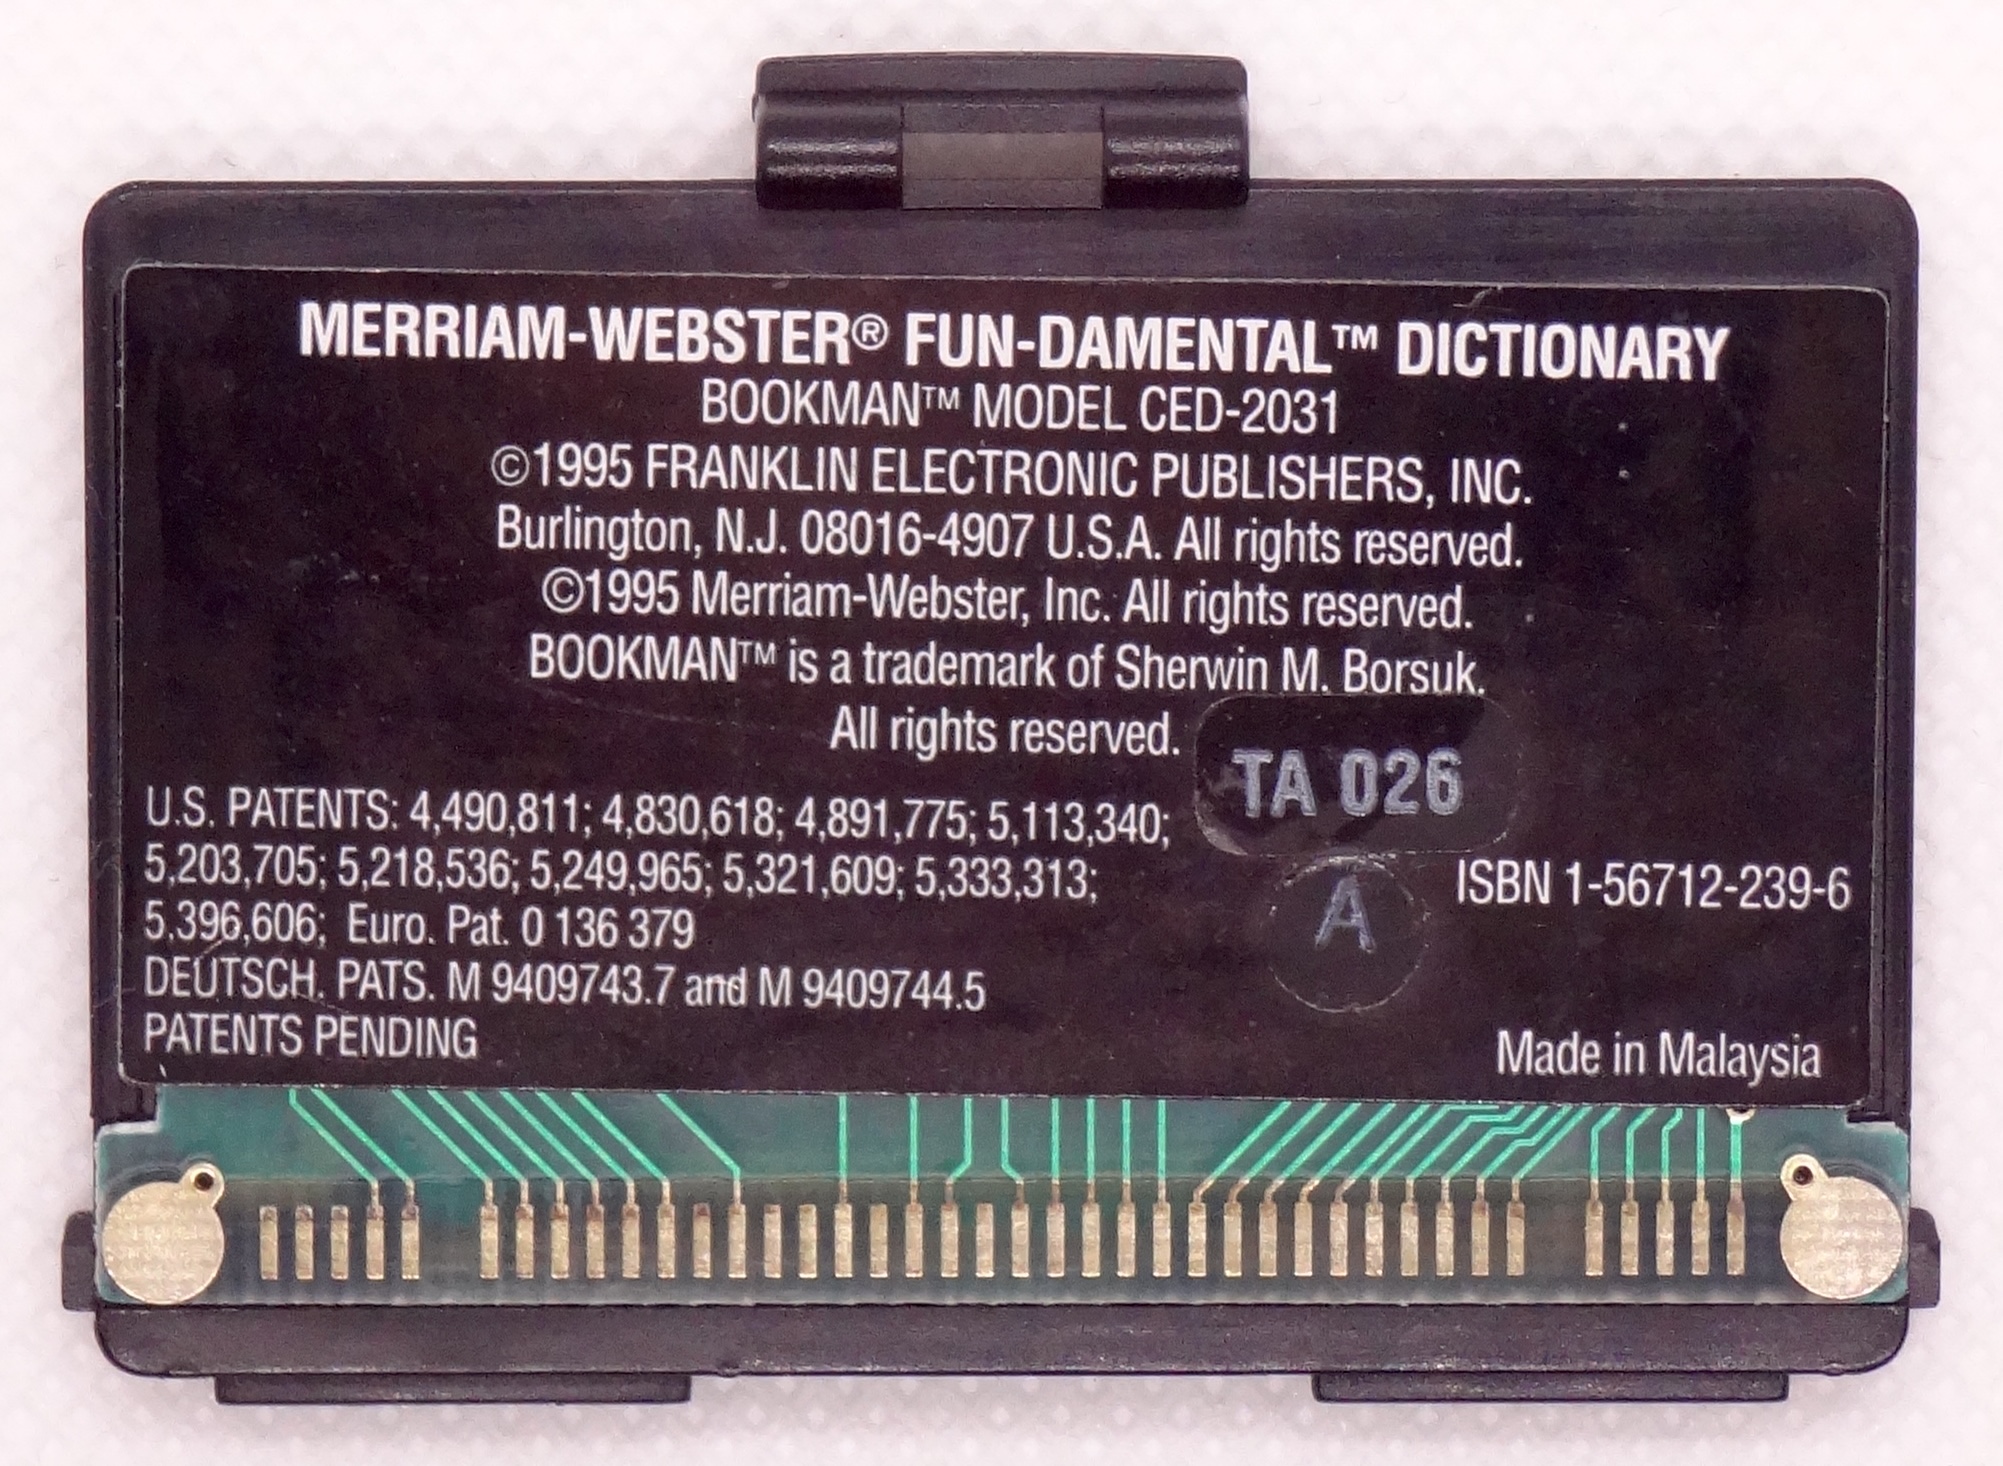 MERRIAM-WEBSTER® FUN-DAMENTAL™ DICTIONARY
BOOKMAN™ MODEL CED-2031
©1995 FRANKLIN ELECTRONIC PUBLISHERS, INC.
Burlington, N.J. 08016-4907 U.S.A. All rights reserved.
©1995 Merriam-Webster, Inc. All rights reserved.
BOOKMAN™ is a trademark of Sherwin M. Borsuk.
All rights reserved.
TA 026
U.S. PATENTS: 4,490,811; 4,830,618; 4,891,775; 5,113,340;
5,203,705; 5,218,536; 5,249,965; 5,321,609; 5,333,313;
5,396,606; Euro. Pat. 0 136 379
A
ISBN 1-56712-239-6
DEUTSCH. PATS. M 9409743.7 and M 9409744.5
PATENTS PENDING
Made in Malaysia